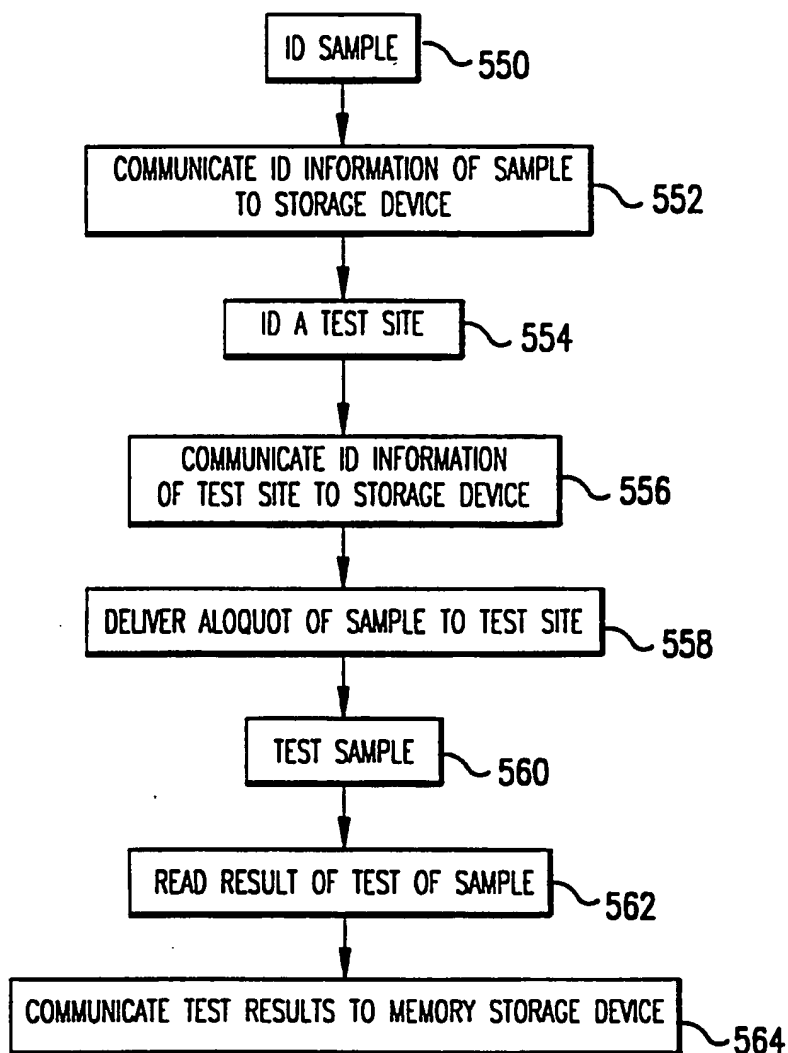 ID SAMPLE
550
COMMUNICATE ID INFORMATION OF SAMPLE
TO STORAGE DEVICE
552
ID A TEST SITE
554
COMMUNICATE ID INFORMATION
OF TEST SITE TO STORAGE DEVICE
556
DELIVER ALOQUOT OF SAMPLE TO TEST SITE
558
TEST SAMPLE
560
READ RESULT OF TEST OF SAMPLE
562
COMMUNICATE TEST RESULTS TO MEMORY STORAGE DEVICE
564